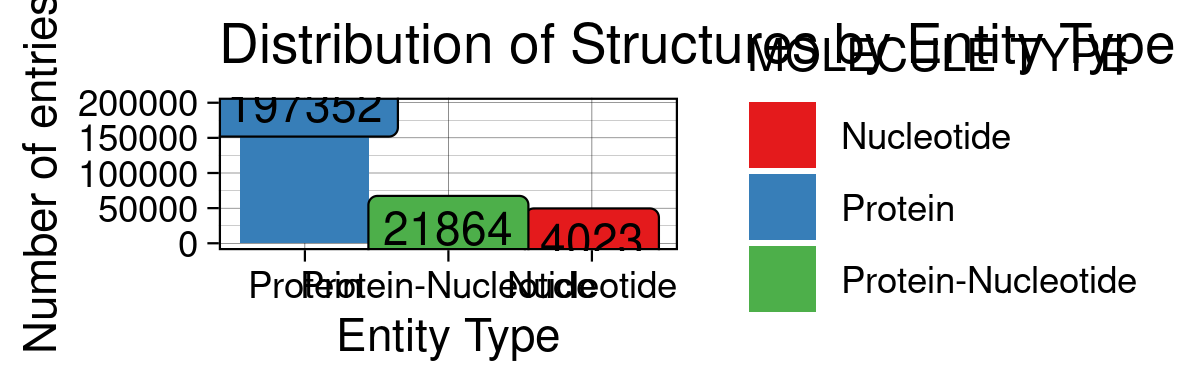 Distribution of Structures by Entity Type
MOLECULE TYPE
Number of entries
200000
150000
100000
50000
0
197352
21864
4023
Protein
Protein-Nucleotide
Nucleotide
Entity Type
Nucleotide
Protein
Protein-Nucleotide